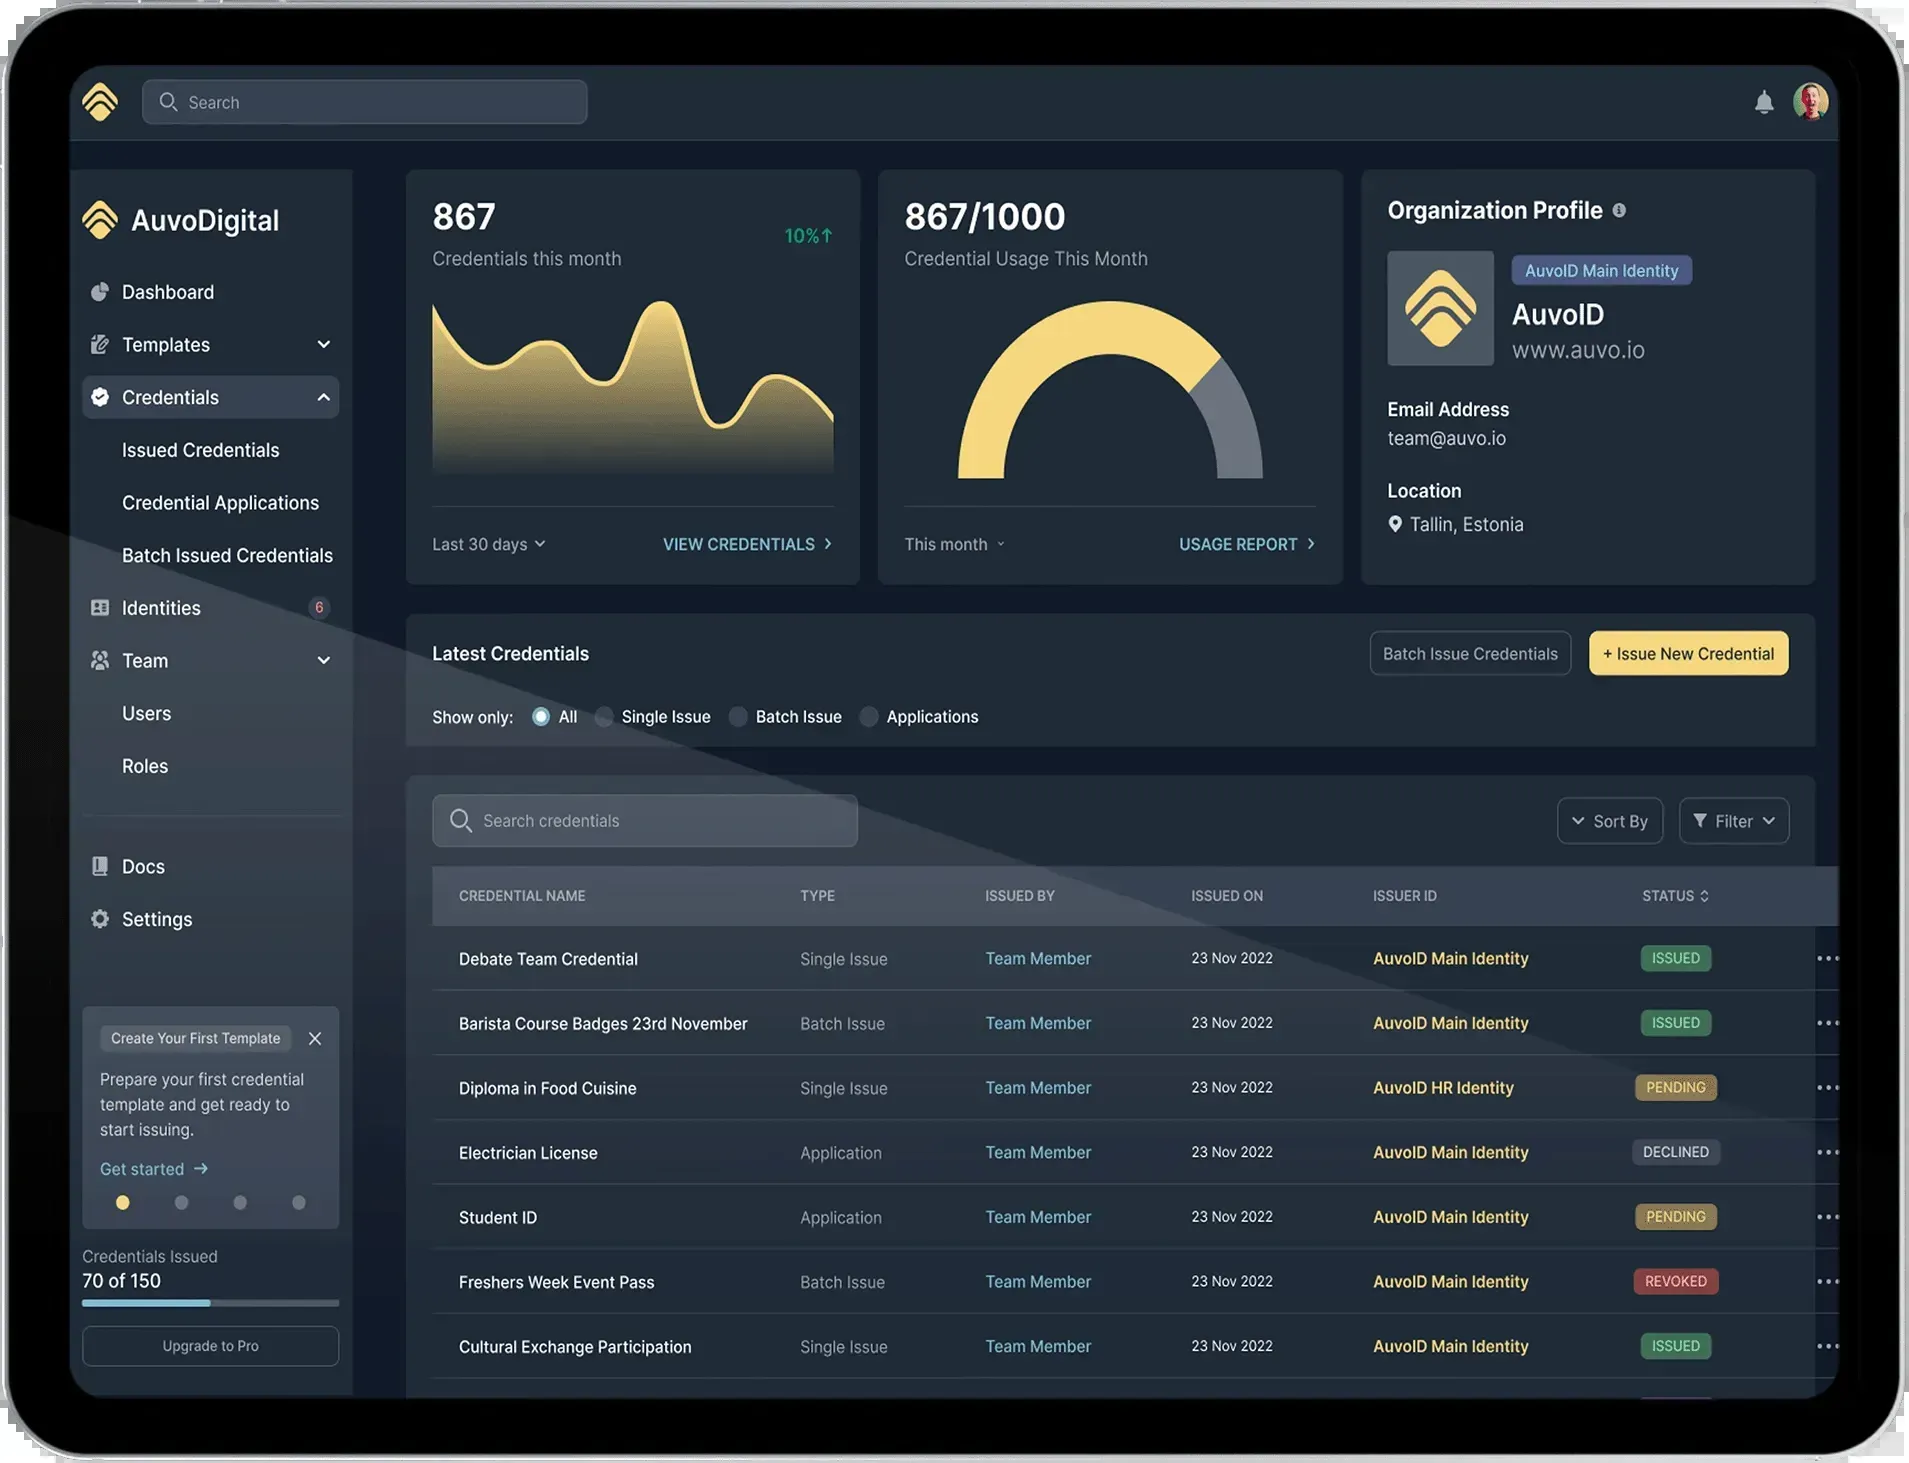 Search
AuvoDigital
Dashboard
Templates
Credentials
Issued Credentials
Credential Applications
Batch Issued Credentials
Identities 6
Team
Users
Roles
Docs
Settings
Create Your First Template
Prepare your first credential
template and get ready to
start issuing.
Get started →
Credentials Issued
70 of 150
Upgrade to Pro
867
10%↑
Credentials this month
Last 30 days
VIEW CREDENTIALS
867/1000
Credential Usage This Month
This month
USAGE REPORT
Organization Profile
AuvoID Main Identity
AuvoID
www.auvo.io
Email Address
team@auvo.io
Location
Tallin, Estonia
Latest Credentials
Batch Issue Credentials
+ Issue New Credential
Show only: All Single Issue Batch Issue Applications
Search credentials
Sort By
Filter
CREDENTIAL NAME TYPE ISSUED BY ISSUED ON ISSUER ID STATUS
Debate Team Credential Single Issue Team Member 23 Nov 2022 AuvoID Main Identity ISSUED
Barista Course Badges 23rd November Batch Issue Team Member 23 Nov 2022 AuvoID Main Identity ISSUED
Diploma in Food Cuisine Single Issue Team Member 23 Nov 2022 AuvoID HR Identity PENDING
Electrician License Application Team Member 23 Nov 2022 AuvoID Main Identity DECLINED
Student ID Application Team Member 23 Nov 2022 AuvoID Main Identity PENDING
Freshers Week Event Pass Batch Issue Team Member 23 Nov 2022 AuvoID Main Identity REVOKED
Cultural Exchange Participation Single Issue Team Member 23 Nov 2022 AuvoID Main Identity ISSUED